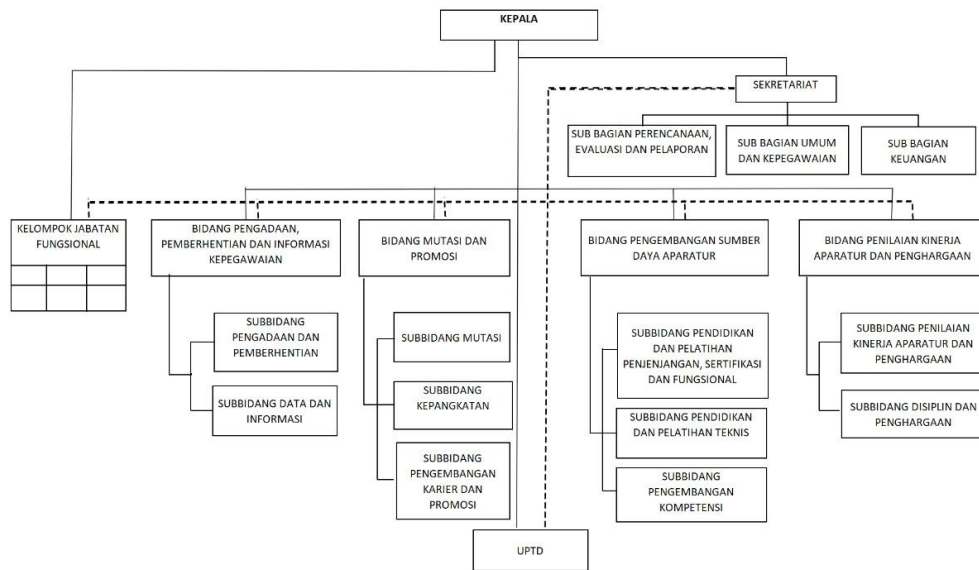 KEPALA
SEKRETARIAT
SUB BAGIAN PERENCANAAN,
EVALUASI DAN PELAPORAN
SUB BAGIAN UMUM
DAN KEPEGAWAIAN
SUB BAGIAN
KEUANGAN
KELOMPOK JABATAN
FUNGSIONAL
BIDANG PENGADAAN,
PEMBERHENTIAN DAN INFORMASI
KEPEGAWAIAN
BIDANG MUTASI DAN
PROMOSI
BIDANG PENGEMBANGAN SUMBER
DAYA APARATUR
BIDANG PENILAIAN KINERJA
APARATUR DAN PENGHARGAAN
SUBBIDANG
PENGADAAN DAN
PEMBERHENTIAN
SUBBIDANG DATA DAN
INFORMASI
SUBBIDANG MUTASI
SUBBIDANG
KEPANGKATAN
SUBBIDANG
PENGEMBANGAN
KARIER DAN
PROMOSI
SUBBIDANG PENDIDIKAN
DAN PELATIHAN
PENJENJANGAN, SERTIFIKASI
DAN FUNGSIONAL
SUBBIDANG PENDIDIKAN
DAN PELATIHAN TEKNIS
SUBBIDANG
PENGEMBANGAN
KOMPETENSI
SUBBIDANG PENILAIAN
KINERJA APARATUR DAN
PENGHARGAAN
SUBBIDANG DISIPLIN DAN
PENGHARGAAN
UPTD